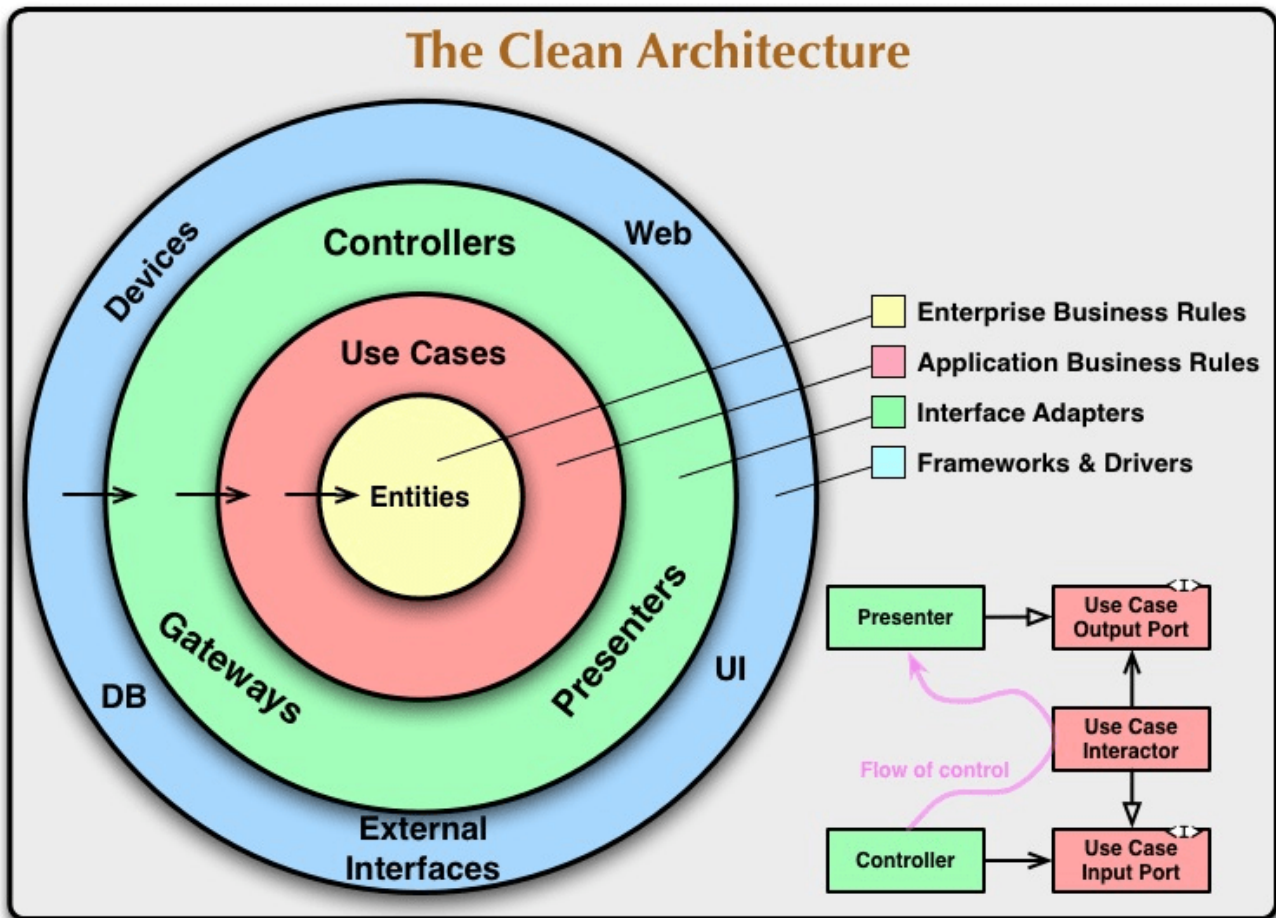 The Clean Architecture
Devices
Controllers
Web
Use Cases
Entities
Gateways
Presenters
DB
UI
External
Interfaces
Enterprise Business Rules
Application Business Rules
Interface Adapters
Frameworks & Drivers
Presenter
<I>
Use Case
Output Port
Use Case
Interactor
Flow of control
Controller
<I>
Use Case
Input Port